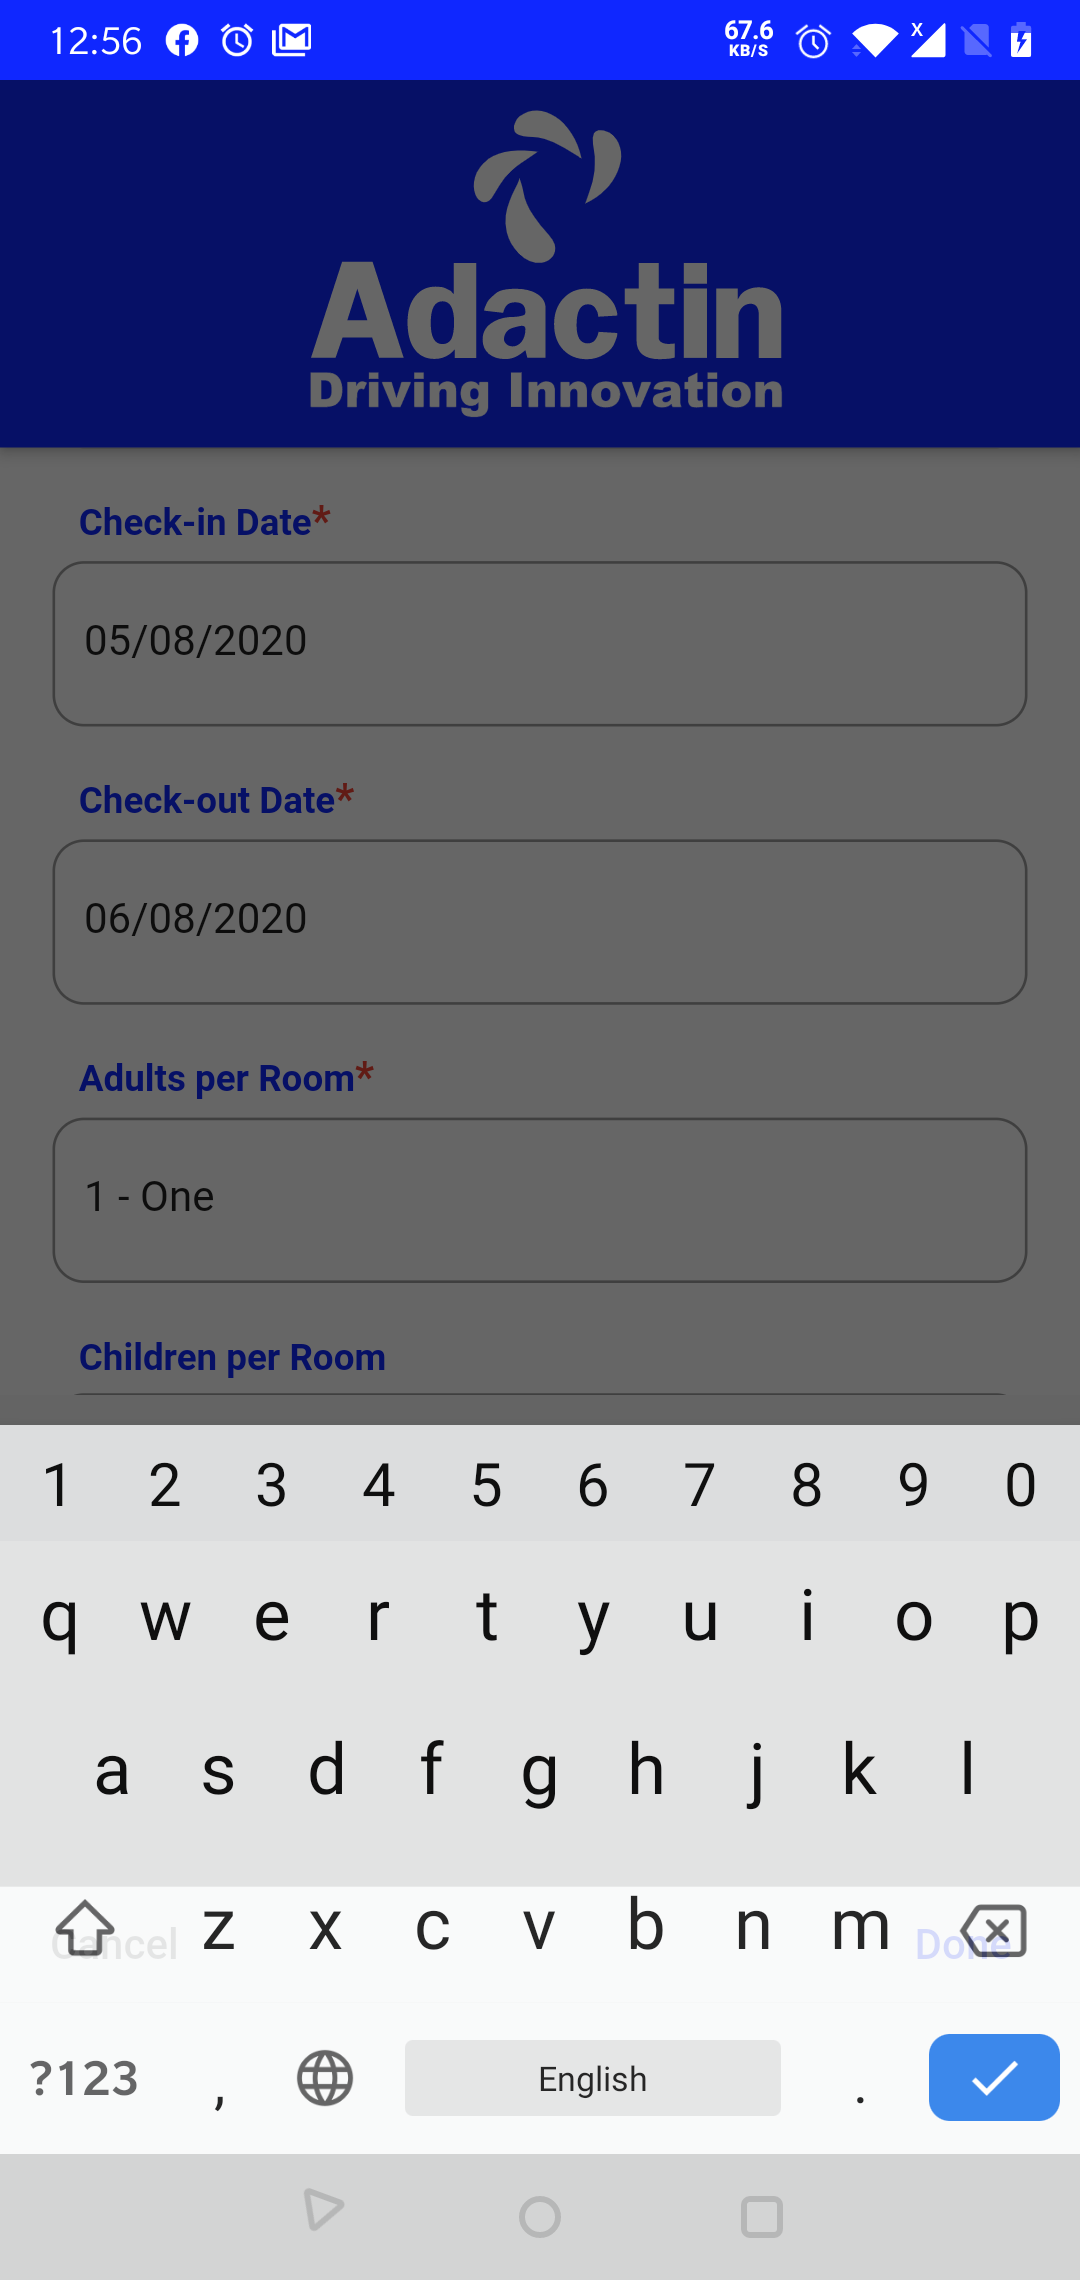 12:56 67.6 KB/S X
Adactin
Driving Innovation
Check-in Date*
05/08/2020
Check-out Date*
06/08/2020
Adults per Room*
1 - One
Children per Room
1 2 3 4 5 6 7 8 9 0
q w e r t y u i o p
a s d f g h j k l
z x c v b n m
Cancel Done
?123 , English .